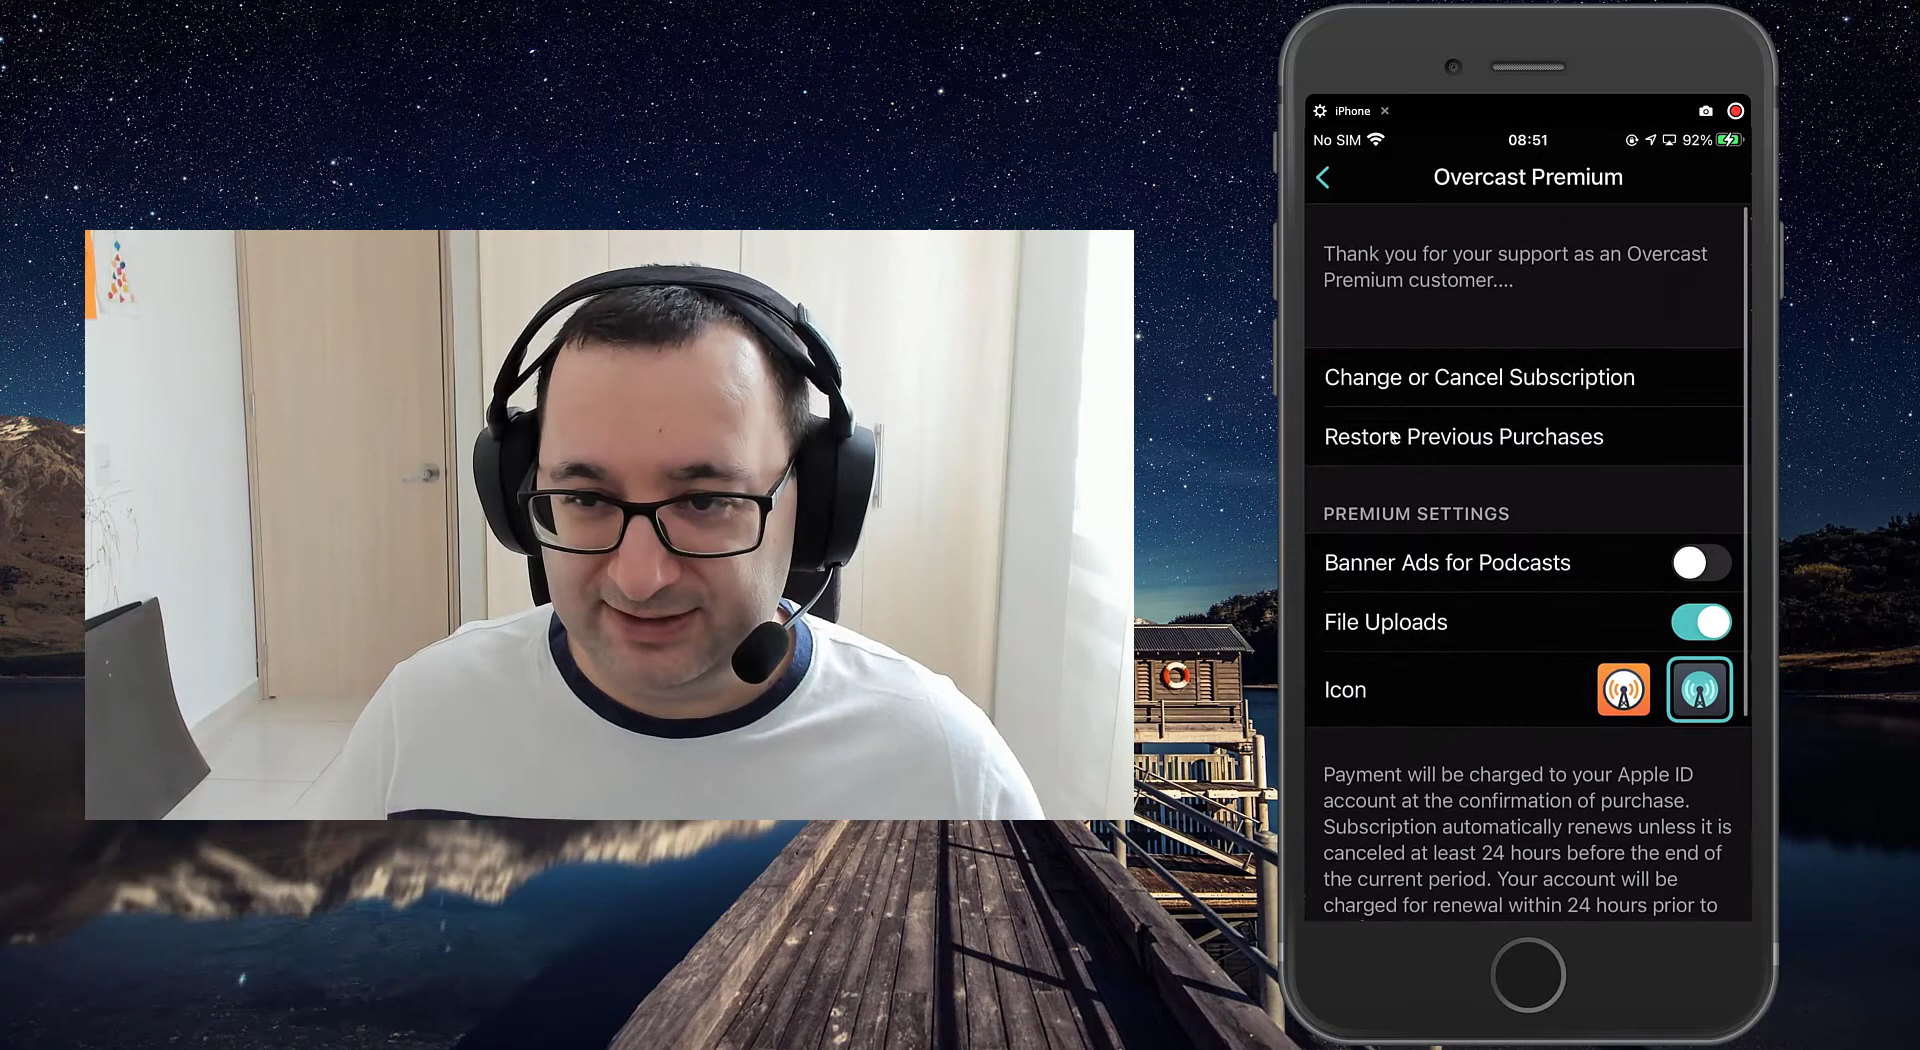 iPhone ×
No SIM 08:51 92%
Overcast Premium
Thank you for your support as an Overcast
Premium customer....
Change or Cancel Subscription
Restore Previous Purchases
PREMIUM SETTINGS
Banner Ads for Podcasts
File Uploads
Icon
Payment will be charged to your Apple ID
account at the confirmation of purchase.
Subscription automatically renews unless it is
canceled at least 24 hours before the end of
the current period. Your account will be
charged for renewal within 24 hours prior to